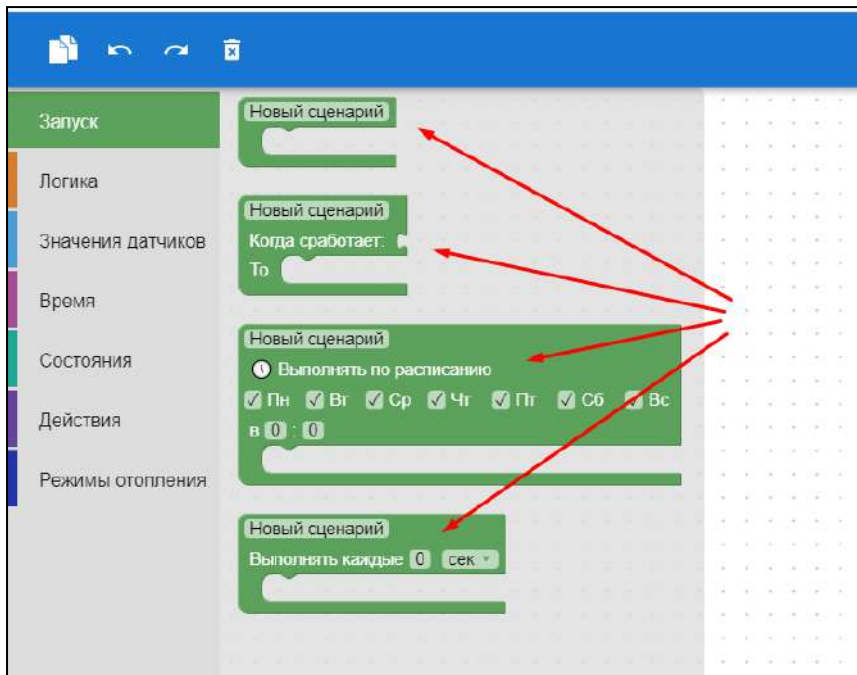 Запуск
Логика
Значения датчиков
Время
Состояния
Действия
Режимы отопления
Новый сценарий
Новый сценарий
Когда сработает:
То
Новый сценарий
Выполнять по расписанию
Пн Вт Ср Чт Пт Сб Вс
в 0 : 0
Новый сценарий
Выполнять каждые 0 сек